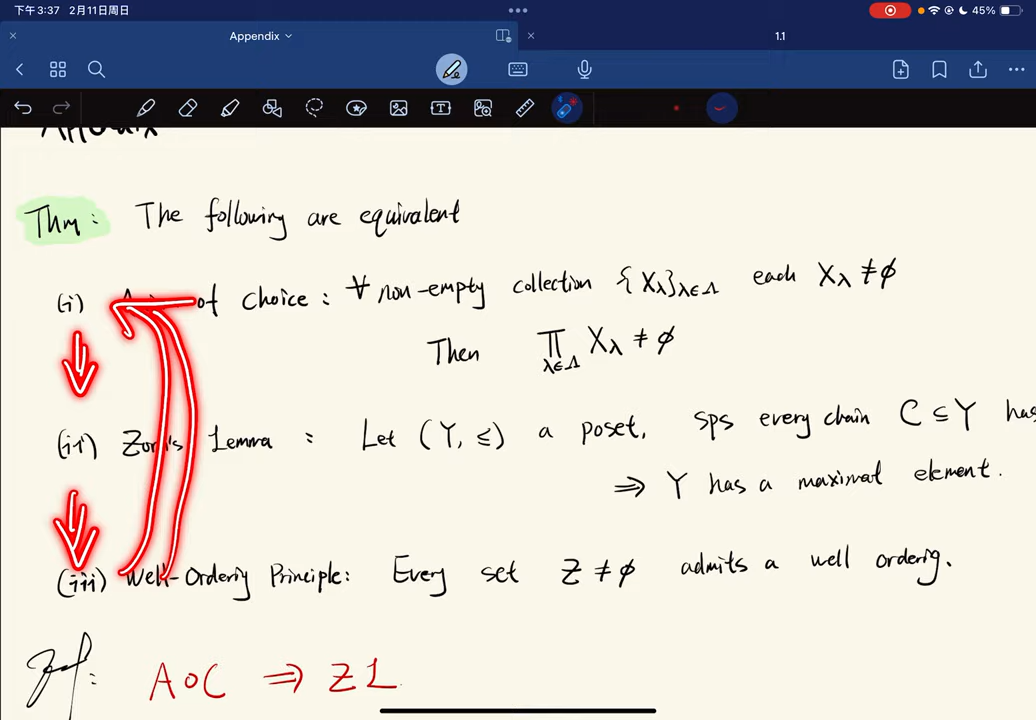 下午3:37 2月11日周日
45%
Appendix
1.1
Appendix
Thm: The following are equivalent
(i) of Choice: ∀ non-empty collection {Xλ}λ∈Λ each Xλ ≠ ∅
Then ∏λ∈Λ Xλ ≠ ∅
(ii) Zorn's Lemma : Let (Y, ≤) a poset, sps every chain C ⊆ Y has
⇒ Y has a maximal element.
(iii) Well-Orderig Principle: Every set Z ≠ ∅ admits a well ordering.
AoC ⇒ ZL